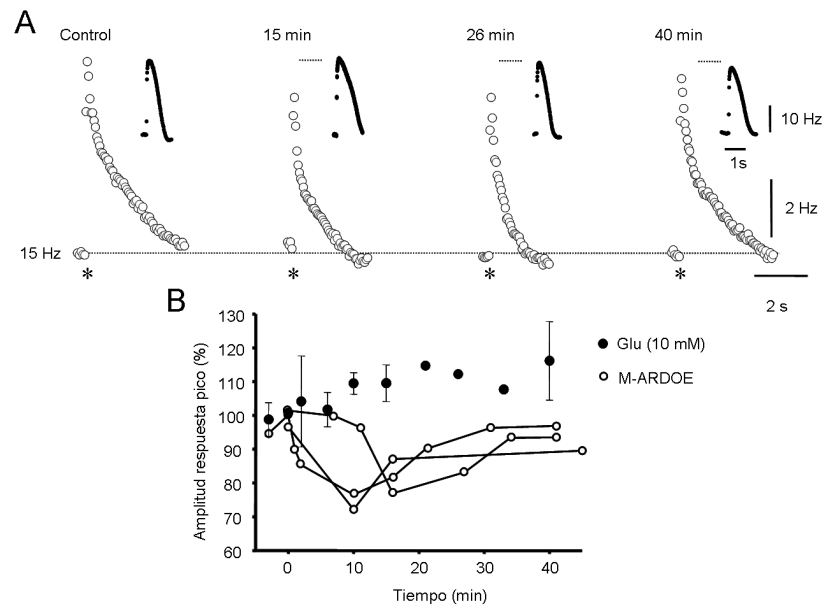 A
Control
15 min
26 min
40 min
10 Hz
1s
2 Hz
15 Hz
*
*
*
*
2 s
B
Amplitud respuesta pico (%)
130
120
110
100
90
80
70
60
0
10
20
30
40
Tiempo (min)
Glu (10 mM)
M-ARDOE